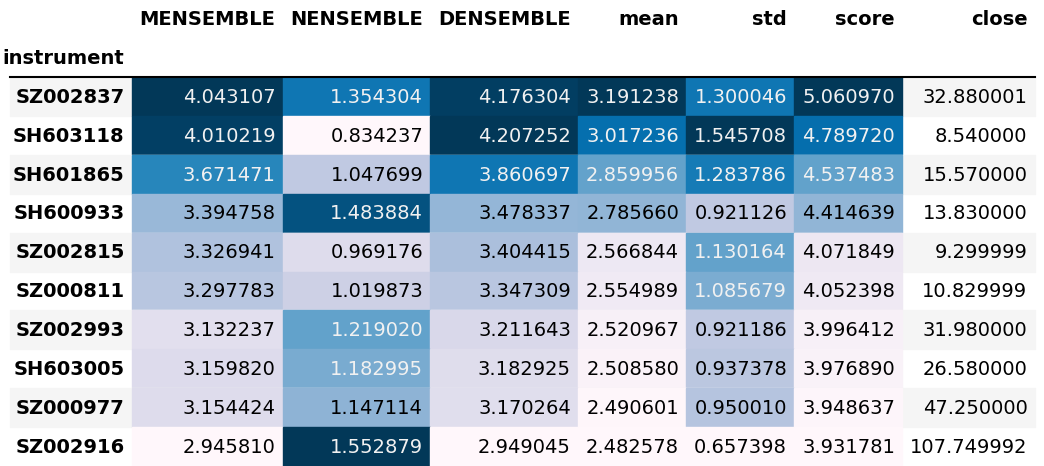 MENSEMBLE NENSEMBLE DENSEMBLE mean std score close
instrument
SZ002837 4.043107 1.354304 4.176304 3.191238 1.300046 5.060970 32.880001
SH603118 4.010219 0.834237 4.207252 3.017236 1.545708 4.789720 8.540000
SH601865 3.671471 1.047699 3.860697 2.859956 1.283786 4.537483 15.570000
SH600933 3.394758 1.483884 3.478337 2.785660 0.921126 4.414639 13.830000
SZ002815 3.326941 0.969176 3.404415 2.566844 1.130164 4.071849 9.299999
SZ000811 3.297783 1.019873 3.347309 2.554989 1.085679 4.052398 10.829999
SZ002993 3.132237 1.219020 3.211643 2.520967 0.921186 3.996412 31.980000
SH603005 3.159820 1.182995 3.182925 2.508580 0.937378 3.976890 26.580000
SZ000977 3.154424 1.147114 3.170264 2.490601 0.950010 3.948637 47.250000
SZ002916 2.945810 1.552879 2.949045 2.482578 0.657398 3.931781 107.749992